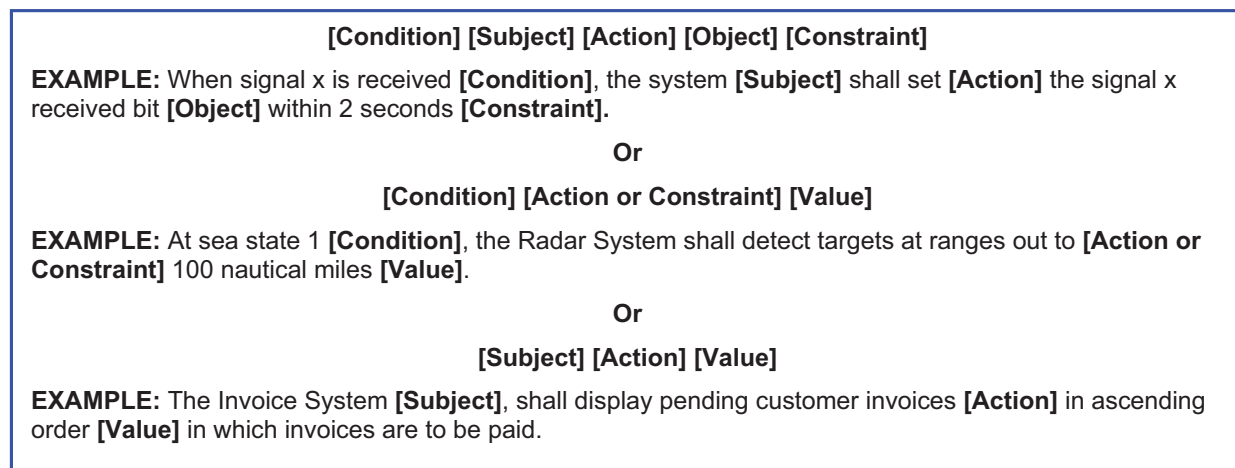 [Condition] [Subject] [Action] [Object] [Constraint]
EXAMPLE: When signal x is received [Condition], the system [Subject] shall set [Action] the signal x
received bit [Object] within 2 seconds [Constraint].
Or
[Condition] [Action or Constraint] [Value]
EXAMPLE: At sea state 1 [Condition], the Radar System shall detect targets at ranges out to [Action or
Constraint] 100 nautical miles [Value].
Or
[Subject] [Action] [Value]
EXAMPLE: The Invoice System [Subject], shall display pending customer invoices [Action] in ascending
order [Value] in which invoices are to be paid.